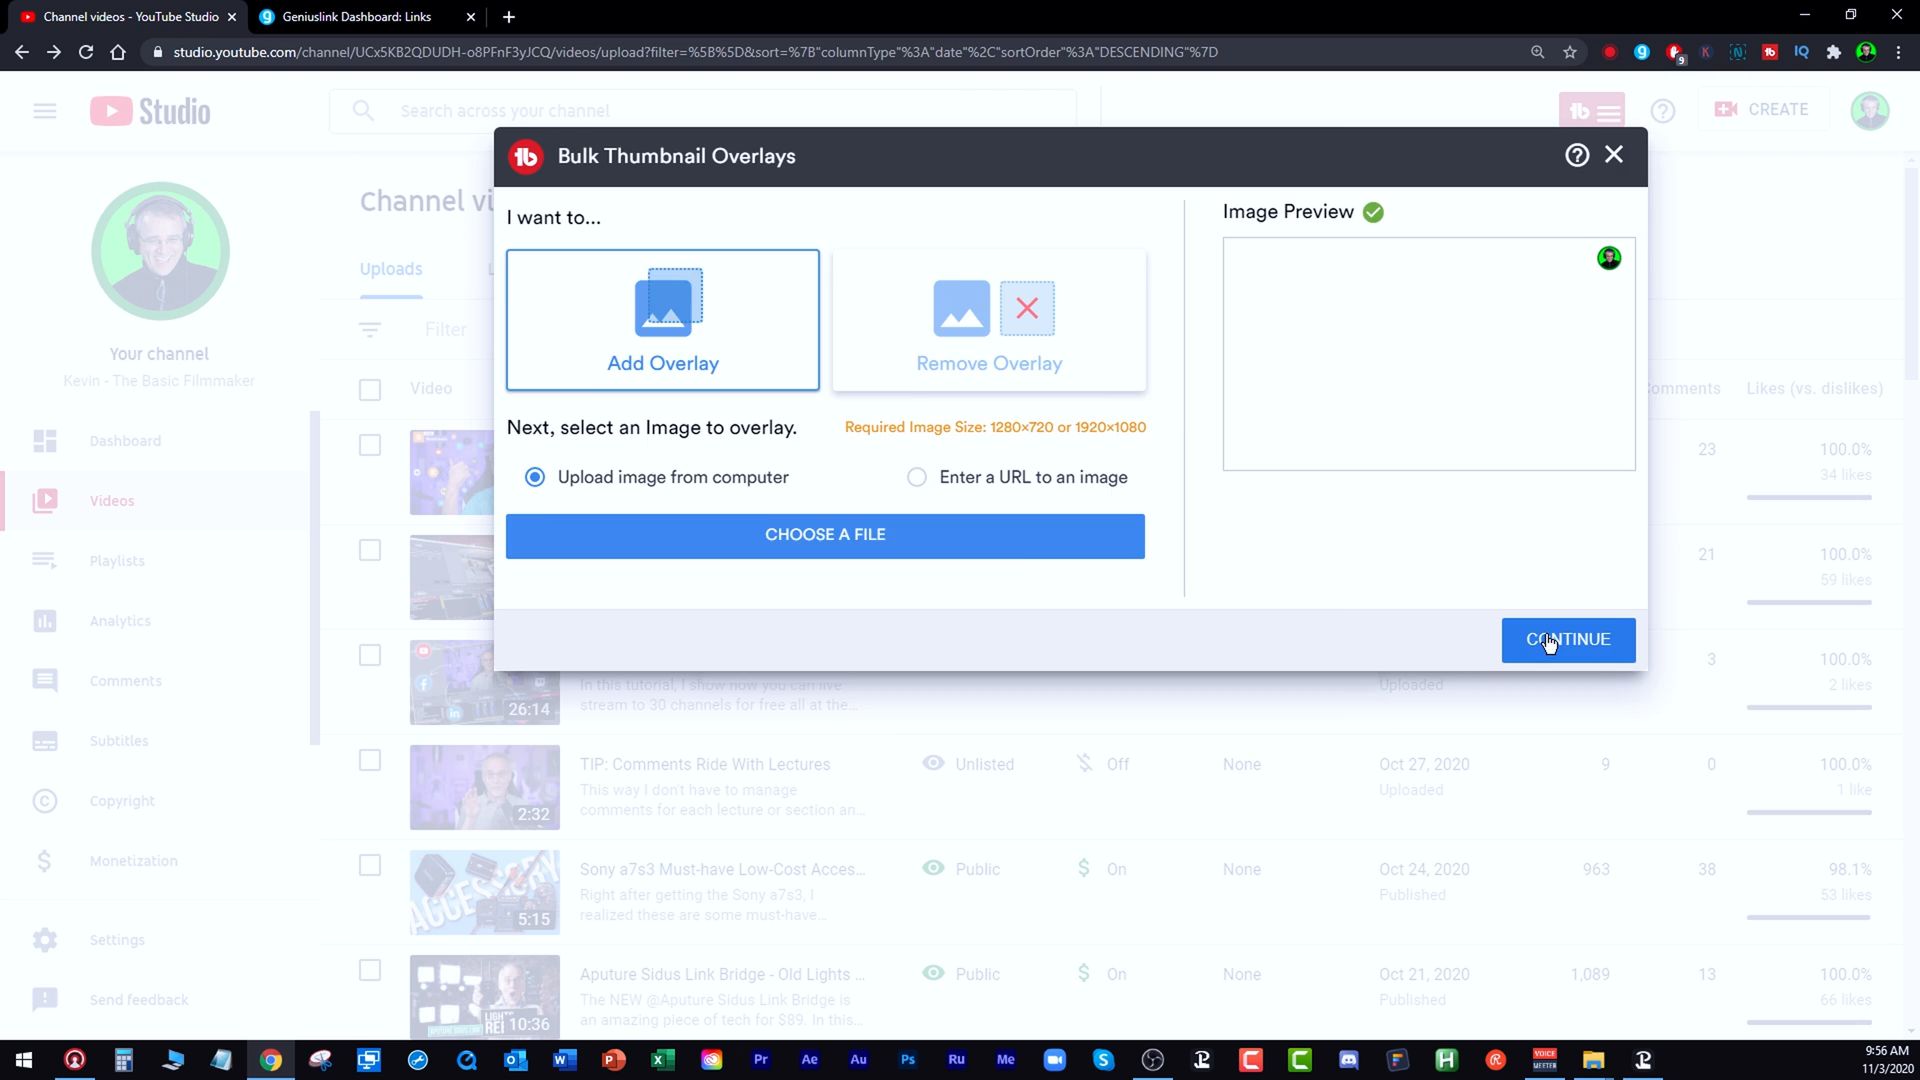 Channel videos - YouTube Studio
Geniuslink Dashboard: Links
studio.youtube.com/channel/UCx5KB2QDUDH-o8PFnF3yJCQ/videos/upload?filter=%5B%5D&sort=%7B"columnType"%3A"date"%2C"sortOrder"%3A"DESCENDING"%7D
Studio
Search across your channel
CREATE
Bulk Thumbnail Overlays
Channel vi
I want to...
Image Preview
Uploads
Filter
Add Overlay
Remove Overlay
Your channel
Kevin - The Basic Filmmaker
Video
omments
Likes (vs. dislikes)
Next, select an Image to overlay.
Required Image Size: 1280×720 or 1920×1080
Upload image from computer
Enter a URL to an image
CHOOSE A FILE
CONTINUE
Dashboard
Videos
Playlists
Analytics
Comments
Subtitles
Copyright
Monetization
Settings
Send feedback
23
100.0%
34 likes
21
100.0%
59 likes
3
100.0%
2 likes
26:14
In this tutorial, I show how you can live
stream to 30 channels for free all at the...
Uploaded
2:32
TIP: Comments Ride With Lectures
This way I don't have to manage
comments for each lecture or section an...
Unlisted
Off
None
Oct 27, 2020
Uploaded
9
0
100.0%
1 like
ACCESSORY
5:15
Sony a7s3 Must-have Low-Cost Acces...
Right after getting the Sony a7s3, I
realized these are some must-have...
Public
On
None
Oct 24, 2020
Published
963
38
98.1%
53 likes
10:36
Aputure Sidus Link Bridge - Old Lights ...
The NEW @Aputure Sidus Link Bridge is
an amazing piece of tech for $89. In this...
Public
On
None
Oct 21, 2020
Published
1,089
13
100.0%
66 likes
9:56 AM
11/3/2020